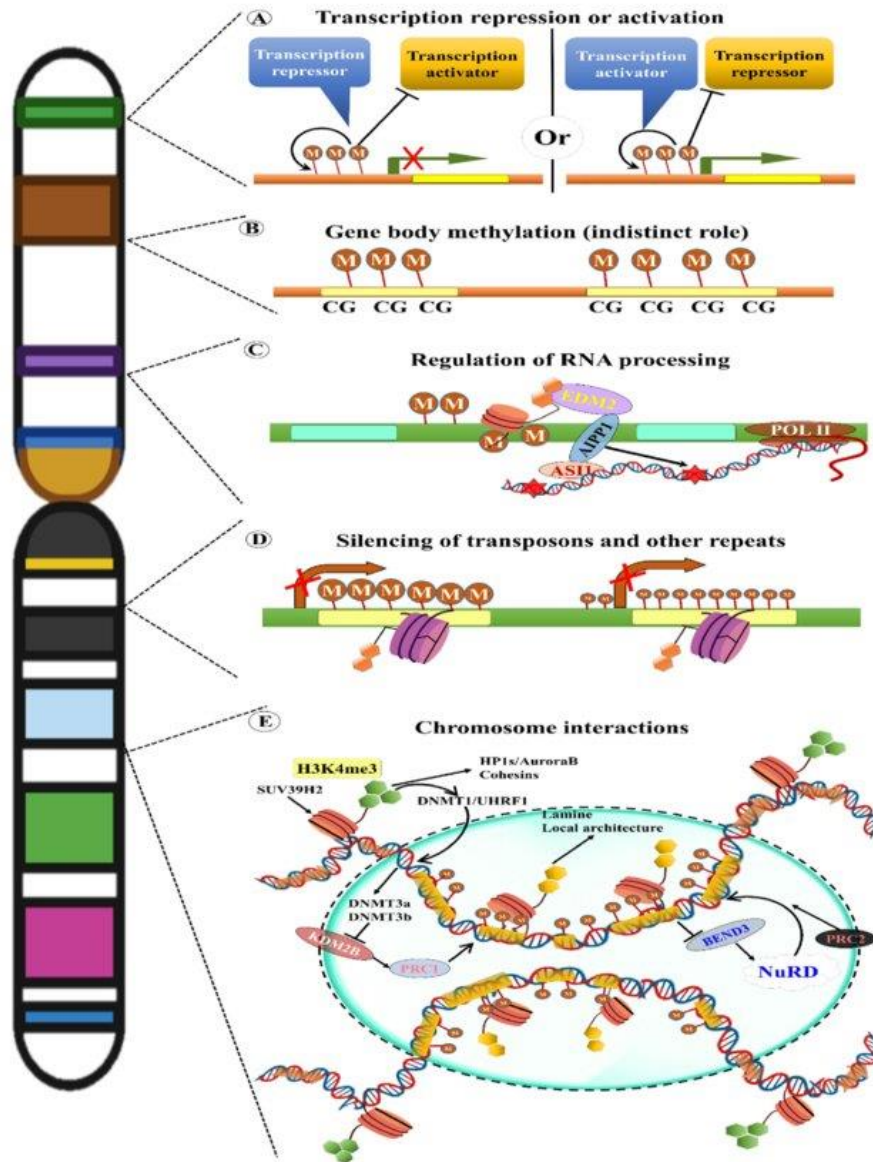 A Transcription repression or activation
Transcription
repressor
Transcription
activator
Transcription
activator
Transcription
repressor
Or
M M M
M M M
B Gene body methylation (indistinct role)
M M M M M M M
CG CG CG CG CG CG CG
C Regulation of RNA processing
M M
EDM2
M M
AIPP1
POL II
ASI1
D Silencing of transposons and other repeats
M M M M M M
M M M M M M M M M M
E Chromosome interactions
H3K4me3
HP1s/AuroraB
Cohesins
SUV39H2
DNMT1/UHRF1
Lamine
Local architecture
DNMT3a
DNMT3b
KDM2B
PRC1
BEND3
PRC2
NuRD